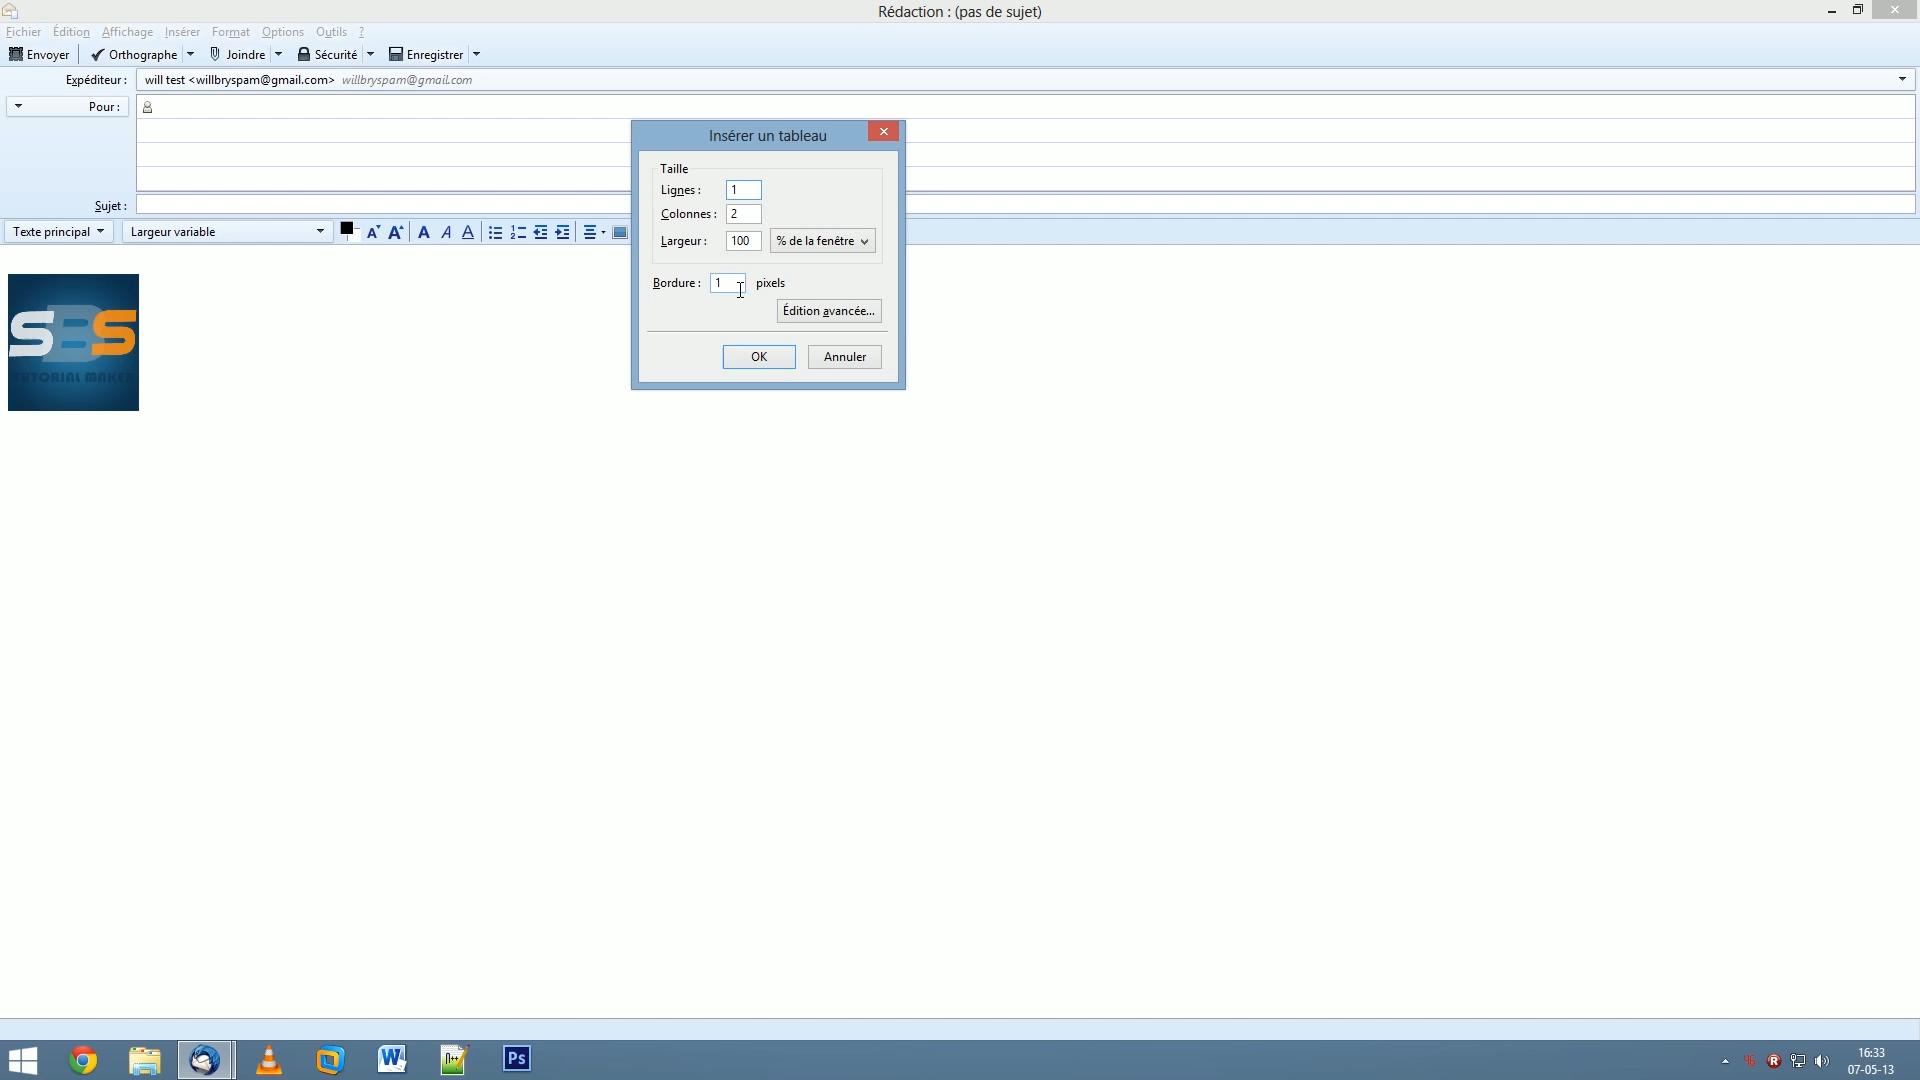 Rédaction : (pas de sujet)
Fichier Édition Affichage Insérer Format Options Outils ?
Envoyer Orthographe Joindre Sécurité Enregistrer
Expéditeur : will test <willbryspam@gmail.com> willbryspam@gmail.com
Pour :
Sujet :
Texte principal Largeur variable
Insérer un tableau
Taille
Lignes : 1
Colonnes : 2
Largeur : 100 % de la fenêtre
Bordure : 1 pixels
Édition avancée...
OK Annuler
SBS
TUTORIAL MAKER
Ps
16:33
07-05-13